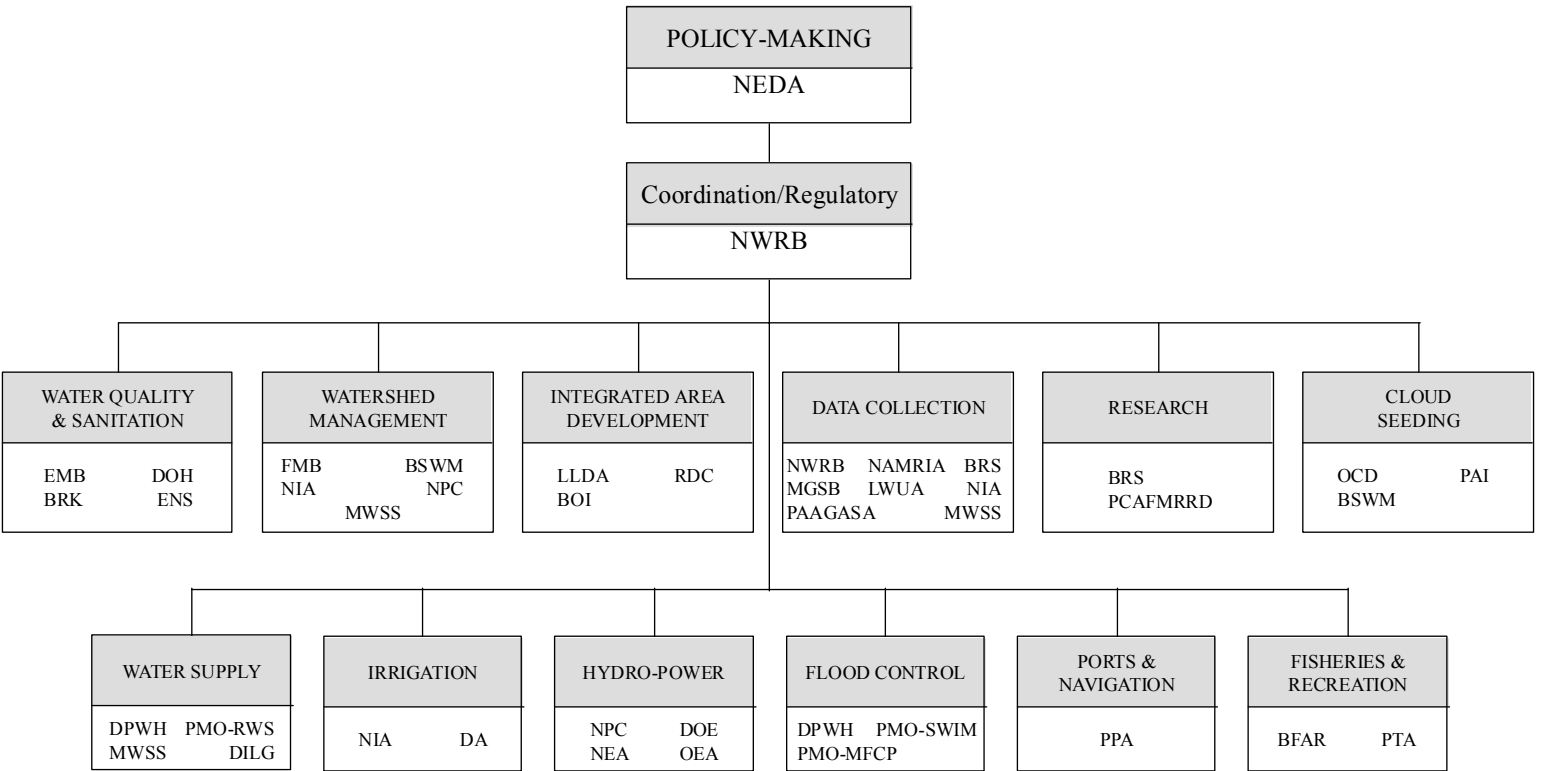 POLICY-MAKING
NEDA
Coordination/Regulatory
NWRB
WATER QUALITY
& SANITATION
EMB DOH
BRK ENS
WATERSHED
MANAGEMENT
FMB BSWM
NIA NPC
MWSS
INTEGRATED AREA
DEVELOPMENT
LLDA RDC
BOI
DATA COLLECTION
NWRB NAMRIA BRS
MGSB LWUA NIA
PAAGASA MWSS
RESEARCH
BRS
PCAFMRRD
CLOUD
SEEDING
OCD PAI
BSWM
WATER SUPPLY
DPWH PMO-RWS
MWSS DILG
IRRIGATION
NIA DA
HYDRO-POWER
NPC DOE
NEA OEA
FLOOD CONTROL
DPWH PMO-SWIM
PMO-MFCP
PORTS &
NAVIGATION
PPA
FISHERIES &
RECREATION
BFAR PTA